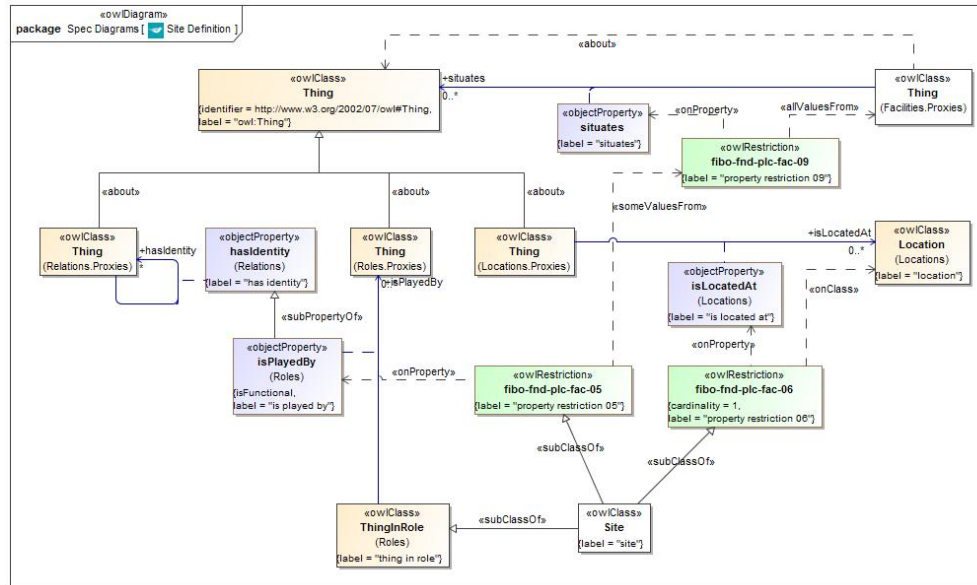 «owlDiagram»
package Spec Diagrams [ Site Definition ]
«about»
«owlClass»
Thing
{identifier = http://www.w3.org/2002/07/owl#Thing,
label = "owl:Thing"}
+situates
0..*
«owlClass»
Thing
(Facilities.Proxies)
«objectProperty»
situates
{label = "situates"}
«onProperty»
«allValuesFrom»
«owlRestriction»
fibo-fnd-plc-fac-09
{label = "property restriction 09"}
«about»
«about»
«about»
«someValuesFrom»
«owlClass»
Thing
(Relations.Proxies)
+hasIdentity
*
«objectProperty»
hasIdentity
(Relations)
{label = "has identity"}
«owlClass»
Thing
(Roles.Proxies)
+isPlayedBy
«owlClass»
Thing
(Locations.Proxies)
+isLocatedAt
0..*
«owlClass»
Location
(Locations)
{label = "location"}
«objectProperty»
isLocatedAt
(Locations)
{label = "is located at"}
«onClass»
«subPropertyOf»
«objectProperty»
isPlayedBy
(Roles)
{isFunctional,
label = "is played by"}
«onProperty»
«onProperty»
«owlRestriction»
fibo-fnd-plc-fac-05
{label = "property restriction 05"}
«owlRestriction»
fibo-fnd-plc-fac-06
{cardinality = 1,
label = "property restriction 06"}
«subClassOf»
«subClassOf»
«owlClass»
ThingInRole
(Roles)
{label = "thing in role"}
«subClassOf»
«owlClass»
Site
{label = "site"}